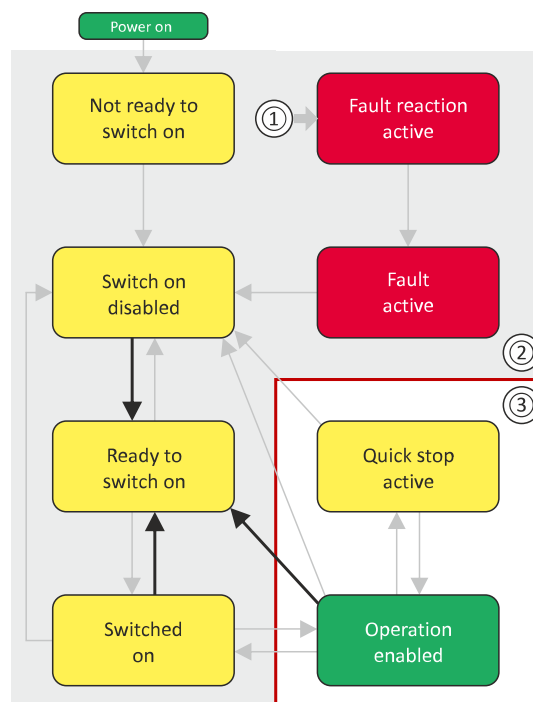 Power on
Not ready to
switch on
①
Fault reaction
active
Switch on
disabled
Fault
active
②
③
Ready to
switch on
Quick stop
active
Switched
on
Operation
enabled